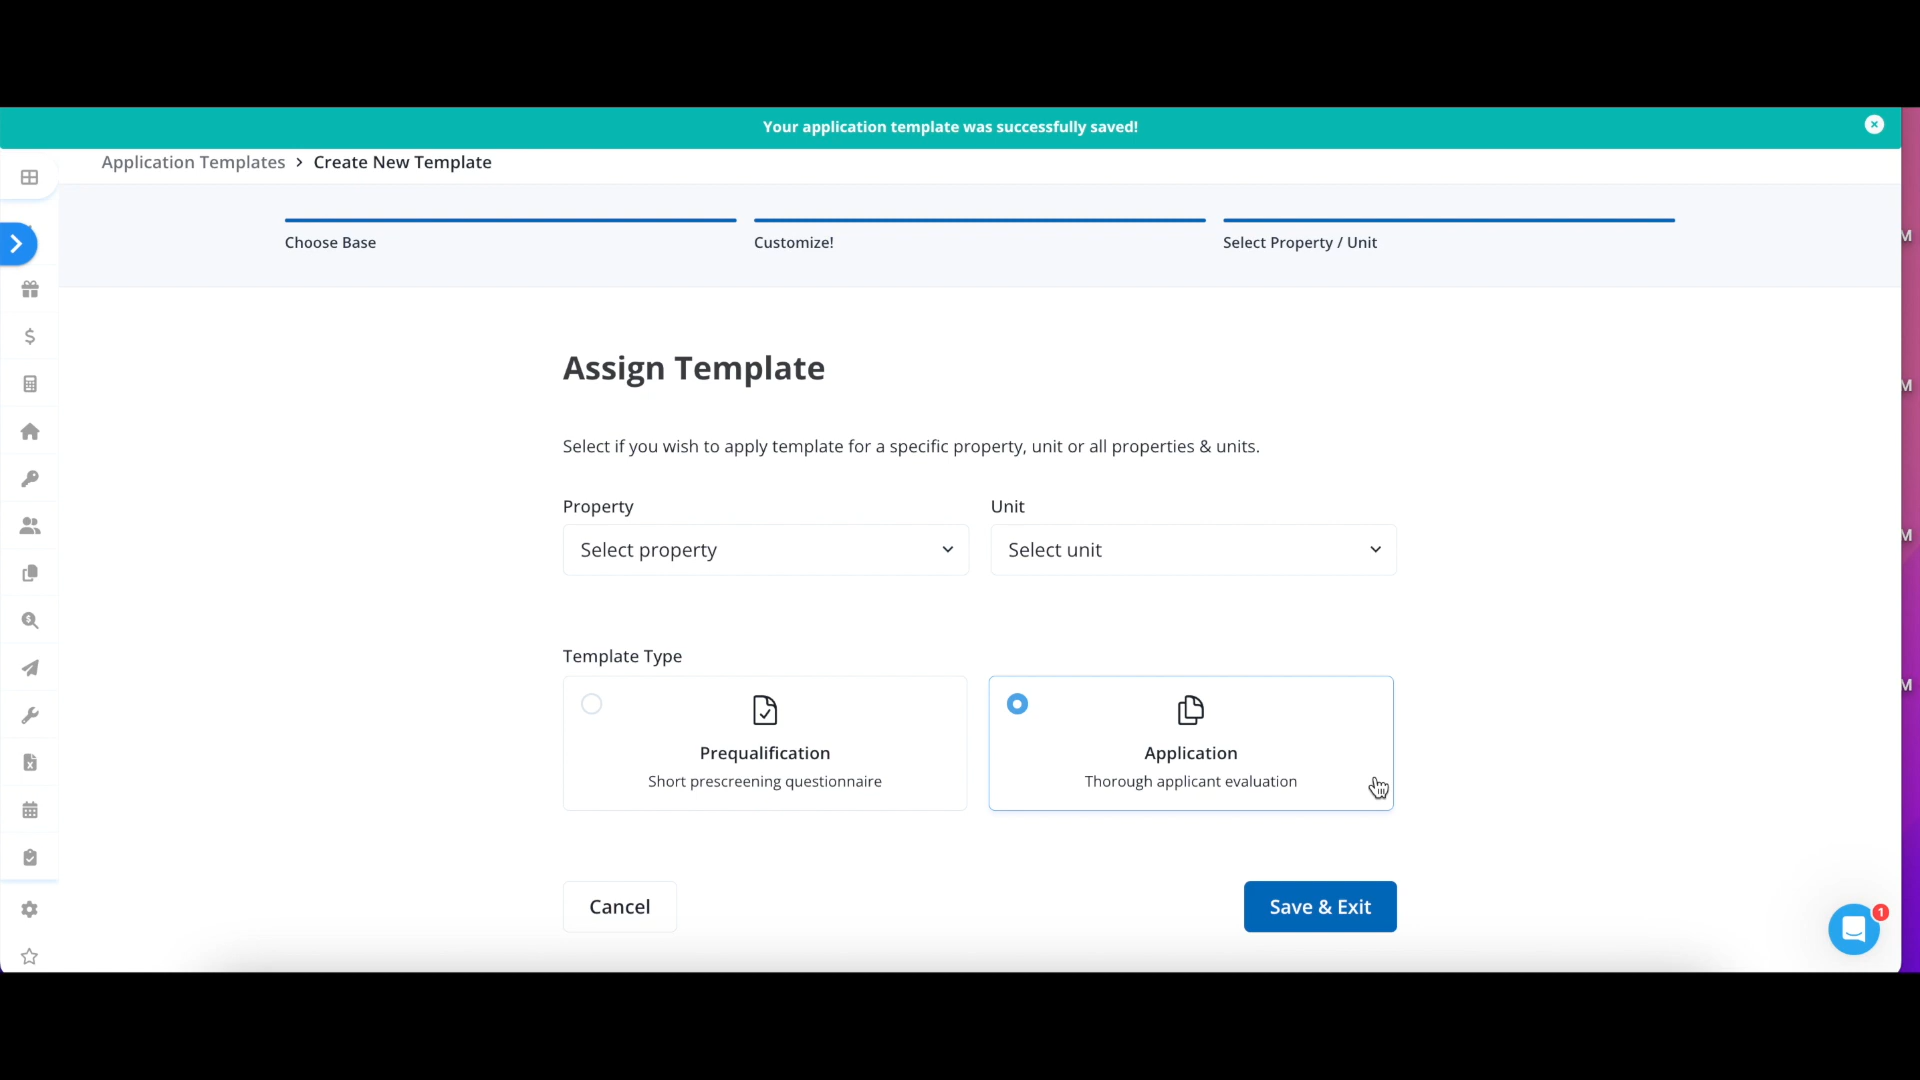 Your application template was successfully saved!
Application Templates > Create New Template
Choose Base
Customize!
Select Property / Unit
Assign Template
Select if you wish to apply template for a specific property, unit or all properties & units.
Property
Unit
Select property
Select unit
Template Type
Prequalification
Short prescreening questionnaire
Application
Thorough applicant evaluation
Cancel
Save & Exit
1
M
M
M
M